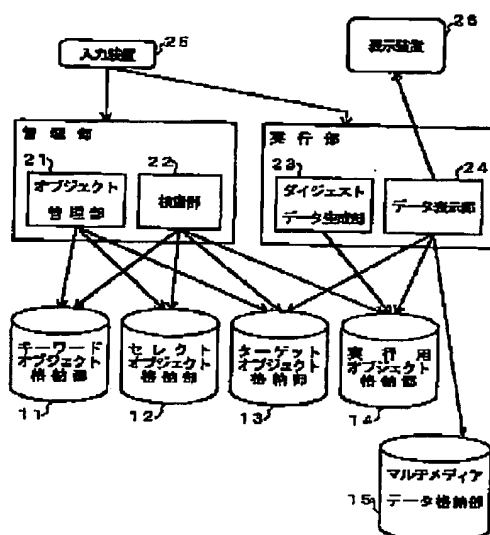 入力装置
25
表示装置
26
管理部
実行部
21
オブジェクト
管理部
22
検査部
23
ダイジェスト
データ生成部
24
データ表示部
キーワード
オブジェクト
格納部
11
セレクト
オブジェクト
格納部
12
ターゲット
オブジェクト
格納部
13
実行用
オブジェクト
格納部
14
マルチメディア
データ格納部
15